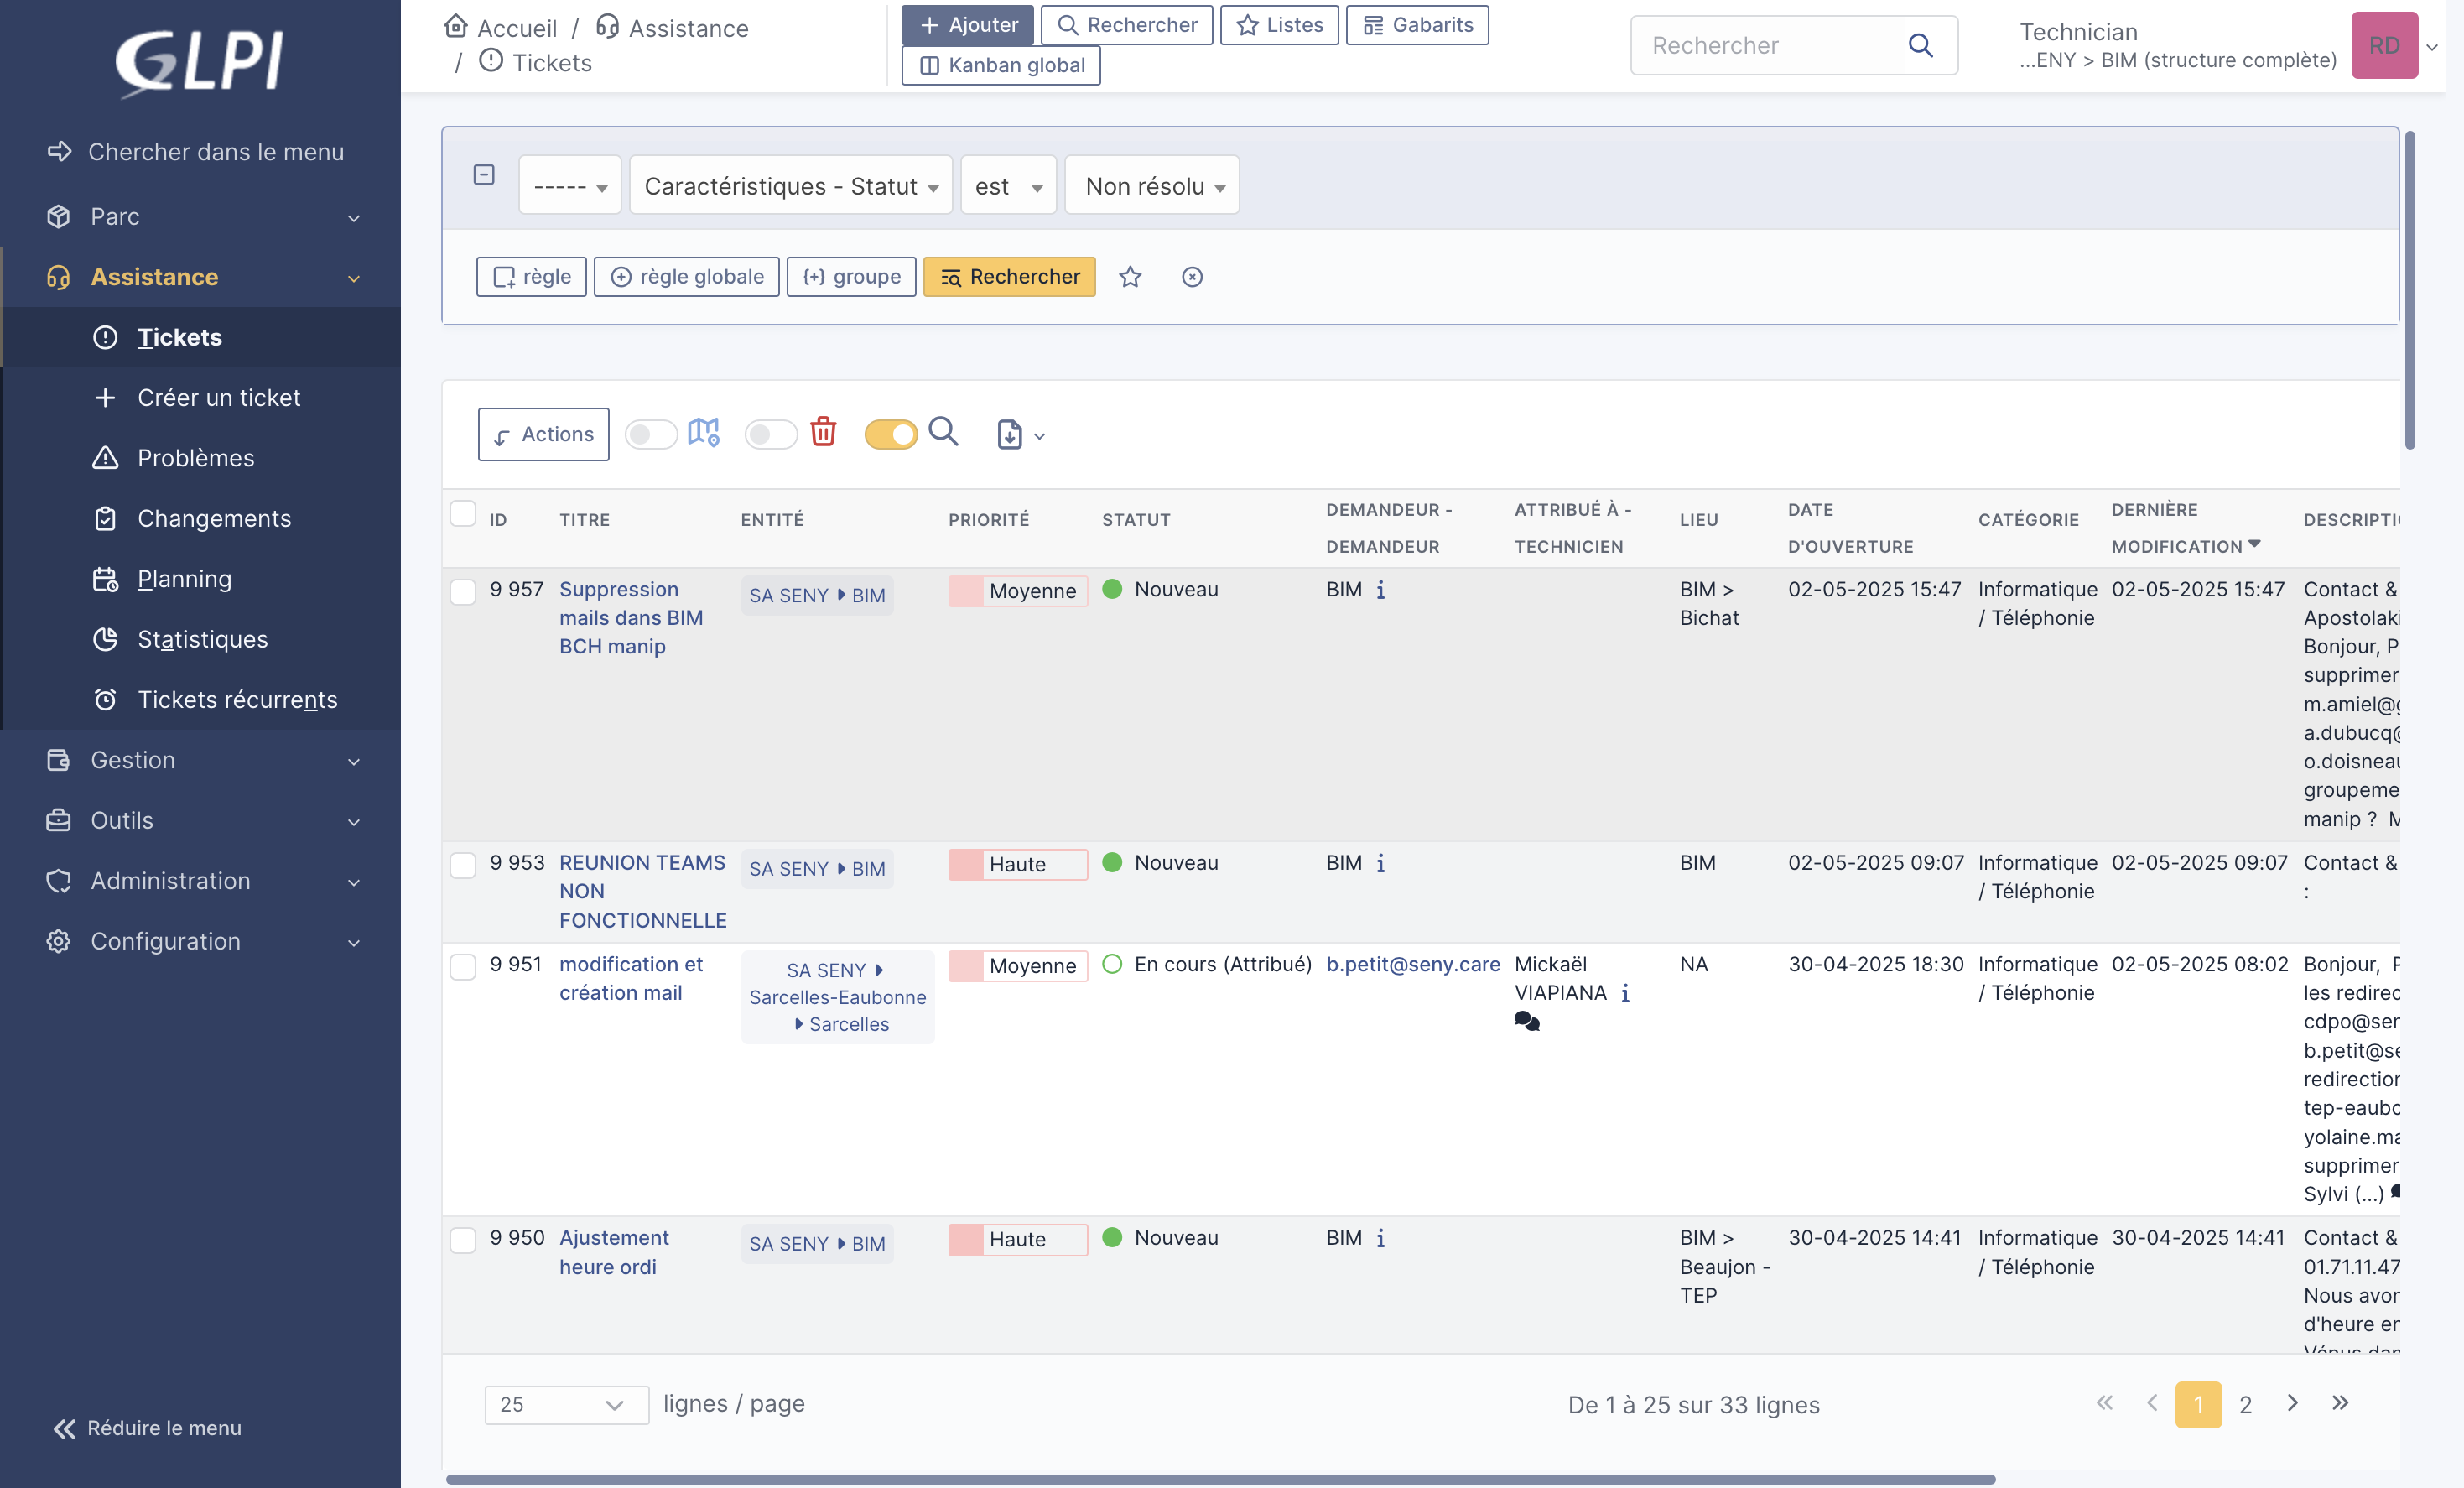 GLPI
Chercher dans le menu
Parc
Assistance
Tickets
Créer un ticket
Problèmes
Changements
Planning
Statistiques
Tickets récurrents
Gestion
Outils
Administration
Configuration
Réduire le menu
Accueil / Assistance
/ Tickets
Ajouter Rechercher Listes Gabarits
Kanban global
Rechercher
Technician
...ENY > BIM (structure complète)
RD
----- Caractéristiques - Statut est Non résolu
règle règle globale groupe Rechercher
Actions
ID TITRE ENTITÉ PRIORITÉ STATUT DEMANDEUR - DEMANDEUR ATTRIBUÉ À - TECHNICIEN LIEU DATE D'OUVERTURE CATÉGORIE DERNIÈRE MODIFICATION DESCRIPTI
9 957 Suppression SA SENY BIM Moyenne Nouveau BIM i BIM > 02-05-2025 15:47 Informatique 02-05-2025 15:47 Contact &
mails dans BIM Bichat / Téléphonie Apostolaki
BCH manip Bonjour, P
supprimer
m.amiel@g
a.dubucq@
o.doisneau
groupeme
manip ? M
9 953 REUNION TEAMS SA SENY BIM Haute Nouveau BIM i BIM 02-05-2025 09:07 Informatique 02-05-2025 09:07 Contact &
NON / Téléphonie :
FONCTIONNELLE
9 951 modification et SA SENY Moyenne En cours (Attribué) b.petit@seny.care Mickaël NA 30-04-2025 18:30 Informatique 02-05-2025 08:02 Bonjour, P
création mail Sarcelles-Eaubonne VIAPIANA i / Téléphonie les redirec
Sarcelles cdpo@ser
b.petit@se
redirection
tep-eaubo
yolaine.ma
supprimer
Sylvi (...)
9 950 Ajustement SA SENY BIM Haute Nouveau BIM i BIM > 30-04-2025 14:41 Informatique 30-04-2025 14:41 Contact &
heure ordi Beaujon - / Téléphonie 01.71.11.47
TEP Nous avor
d'heure er
25 lignes / page De 1 à 25 sur 33 lignes 1 2